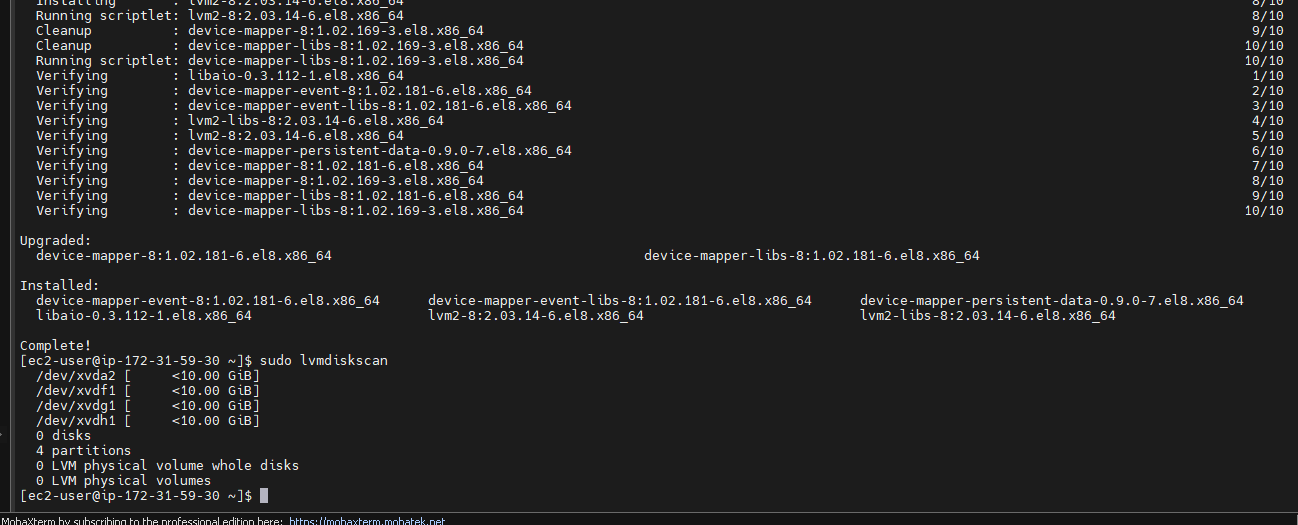 Installing : lvm2-8:2.03.14-6.el8.x86_64 8/10
Running scriptlet: lvm2-8:2.03.14-6.el8.x86_64 8/10
Cleanup : device-mapper-8:1.02.169-3.el8.x86_64 9/10
Cleanup : device-mapper-libs-8:1.02.169-3.el8.x86_64 10/10
Running scriptlet: device-mapper-libs-8:1.02.169-3.el8.x86_64 10/10
Verifying : libaio-0.3.112-1.el8.x86_64 1/10
Verifying : device-mapper-event-8:1.02.181-6.el8.x86_64 2/10
Verifying : device-mapper-event-libs-8:1.02.181-6.el8.x86_64 3/10
Verifying : lvm2-libs-8:2.03.14-6.el8.x86_64 4/10
Verifying : lvm2-8:2.03.14-6.el8.x86_64 5/10
Verifying : device-mapper-persistent-data-0.9.0-7.el8.x86_64 6/10
Verifying : device-mapper-8:1.02.181-6.el8.x86_64 7/10
Verifying : device-mapper-8:1.02.169-3.el8.x86_64 8/10
Verifying : device-mapper-libs-8:1.02.181-6.el8.x86_64 9/10
Verifying : device-mapper-libs-8:1.02.169-3.el8.x86_64 10/10
Upgraded:
device-mapper-8:1.02.181-6.el8.x86_64 device-mapper-libs-8:1.02.181-6.el8.x86_64
Installed:
device-mapper-event-8:1.02.181-6.el8.x86_64 device-mapper-event-libs-8:1.02.181-6.el8.x86_64 device-mapper-persistent-data-0.9.0-7.el8.x86_64
libaio-0.3.112-1.el8.x86_64 lvm2-8:2.03.14-6.el8.x86_64 lvm2-libs-8:2.03.14-6.el8.x86_64
Complete!
[ec2-user@ip-172-31-59-30 ~]$ sudo lvmdiskscan
/dev/xvda2 [ <10.00 GiB]
/dev/xvdf1 [ <10.00 GiB]
/dev/xvdg1 [ <10.00 GiB]
/dev/xvdh1 [ <10.00 GiB]
0 disks
4 partitions
0 LVM physical volume whole disks
0 LVM physical volumes
[ec2-user@ip-172-31-59-30 ~]$
MobaXterm by subscribing to the professional edition here: https://mobaxterm.mobatek.net